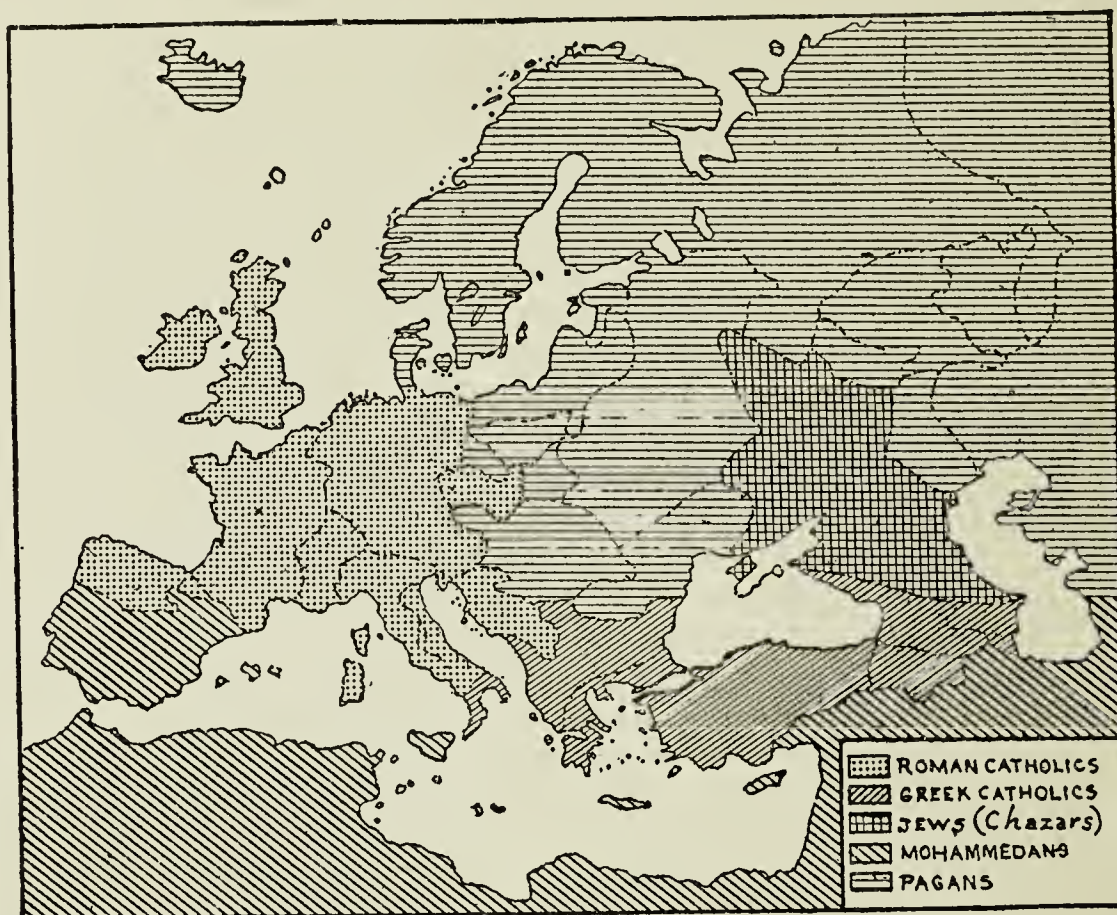 ROMAN CATHOLICS
GREEK CATHOLICS
JEWS (Chazars)
MOHAMMEDANS
PAGANS